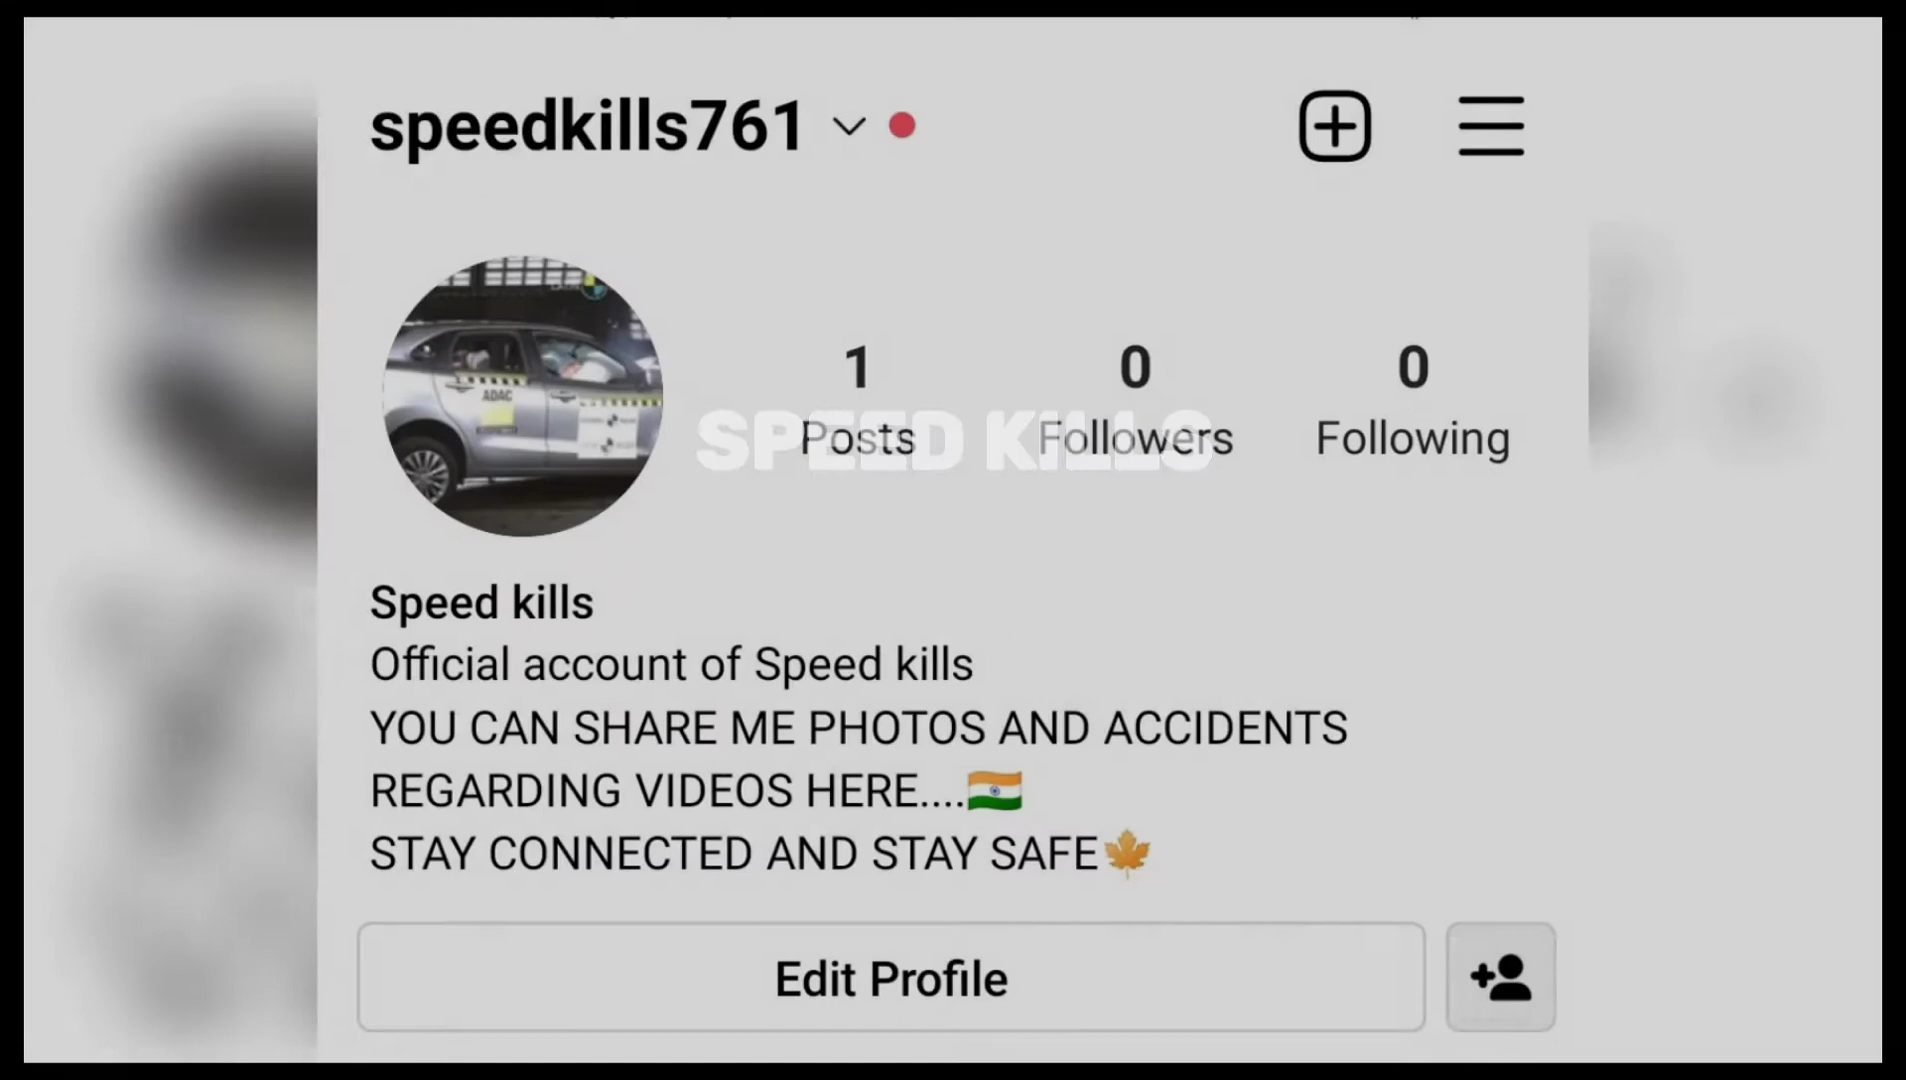 speedkills761
1
0
0
Posts
Followers
Following
SPEED KILLS
ADAC
Speed kills
Official account of Speed kills
YOU CAN SHARE ME PHOTOS AND ACCIDENTS
REGARDING VIDEOS HERE....🇮🇳
STAY CONNECTED AND STAY SAFE🍁
Edit Profile